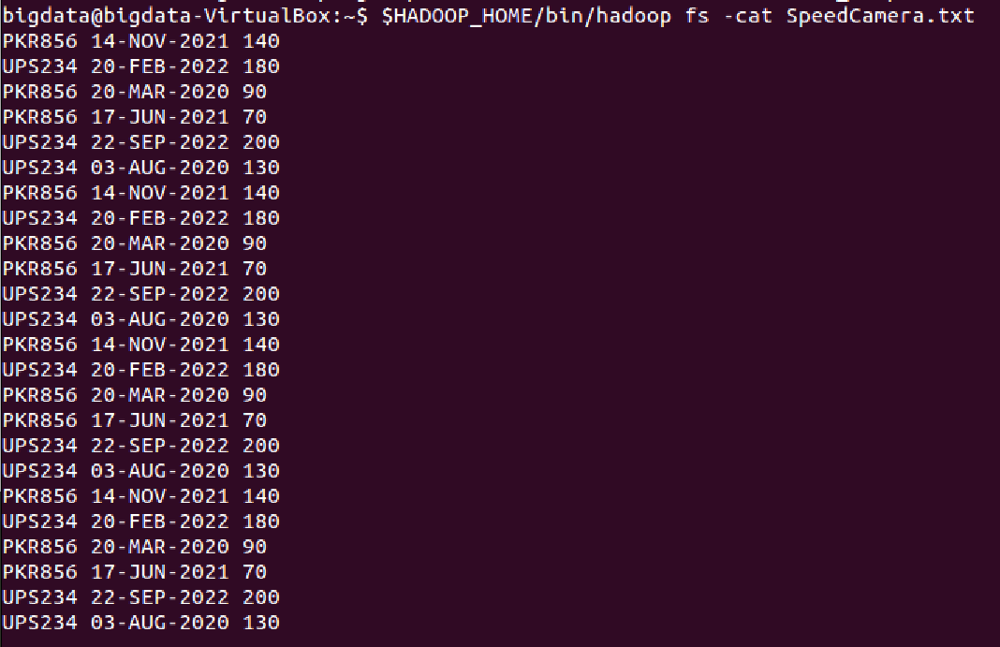 bigdata@bigdata-VirtualBox:~$ $HADOOP_HOME/bin/hadoop fs -cat SpeedCamera.txt
PKR856 14-NOV-2021 140
UPS234 20-FEB-2022 180
PKR856 20-MAR-2020 90
PKR856 17-JUN-2021 70
UPS234 22-SEP-2022 200
UPS234 03-AUG-2020 130
PKR856 14-NOV-2021 140
UPS234 20-FEB-2022 180
PKR856 20-MAR-2020 90
PKR856 17-JUN-2021 70
UPS234 22-SEP-2022 200
UPS234 03-AUG-2020 130
PKR856 14-NOV-2021 140
UPS234 20-FEB-2022 180
PKR856 20-MAR-2020 90
PKR856 17-JUN-2021 70
UPS234 22-SEP-2022 200
UPS234 03-AUG-2020 130
PKR856 14-NOV-2021 140
UPS234 20-FEB-2022 180
PKR856 20-MAR-2020 90
PKR856 17-JUN-2021 70
UPS234 22-SEP-2022 200
UPS234 03-AUG-2020 130